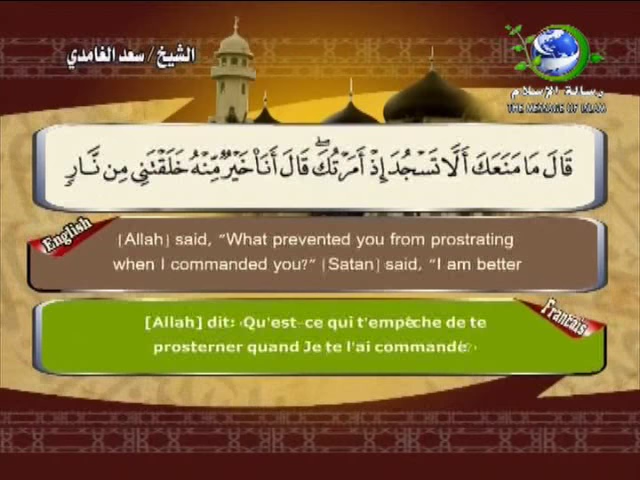 الشيخ / سعد الغامدي
رسالة الإسلام
THE MESSAGE OF ISLAM
قَالَ مَا مَنَعَكَ أَلَّا تَسْجُدَ إِذْ أَمَرْتُكَ ۖ قَالَ أَنَا۠ خَيْرٌ مِّنْهُ خَلَقْتَنِي مِن نَّارٍ
English
[Allah] said, "What prevented you from prostrating
when I commanded you?" [Satan] said, "I am better
Francais
[Allah] dit: «Qu'est-ce qui t'empêche de te
prosterner quand Je te l'ai commandé?»